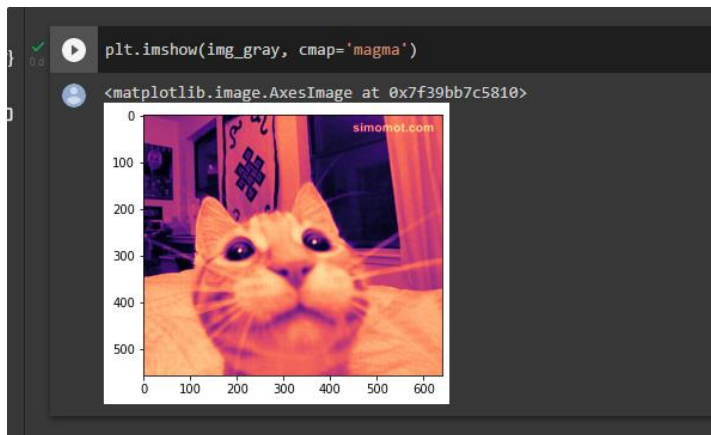 }
0 d
plt.imshow(img_gray, cmap='magma')
<matplotlib.image.AxesImage at 0x7f39bb7c5810>
simomot.com
0
100
200
300
400
500
0 100 200 300 400 500 600